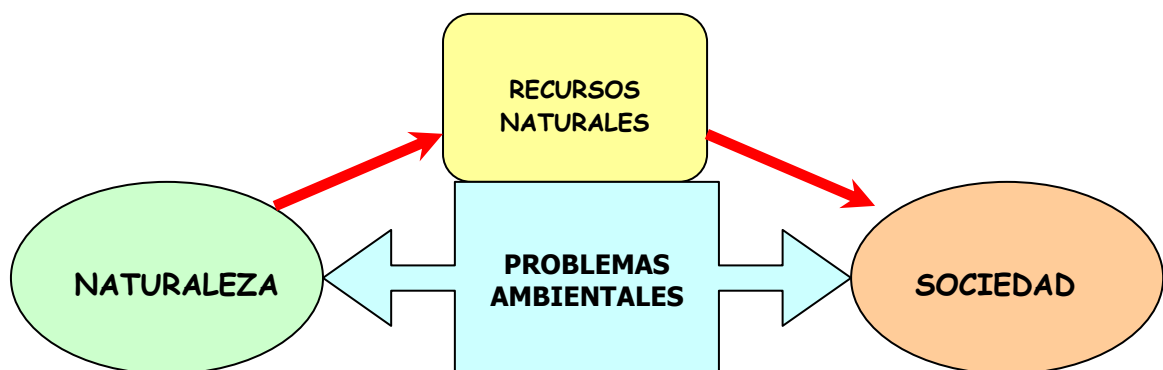 RECURSOS
NATURALES
NATURALEZA
PROBLEMAS
AMBIENTALES
SOCIEDAD